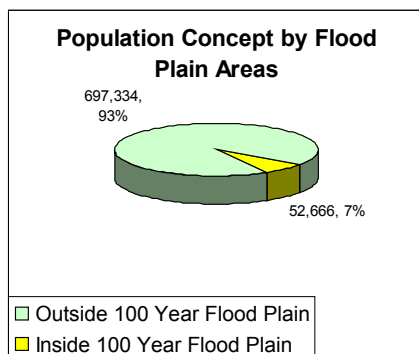 Population Concept by Flood
Plain Areas
697,334,
93%
52,666, 7%
Outside 100 Year Flood Plain
Inside 100 Year Flood Plain